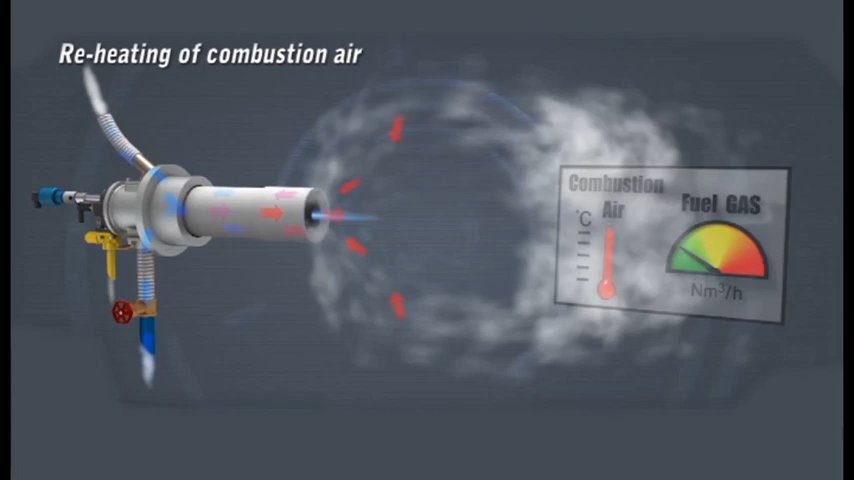 Re-heating of combustion air
Combustion
Air
°C
Fuel GAS
Nm³/h